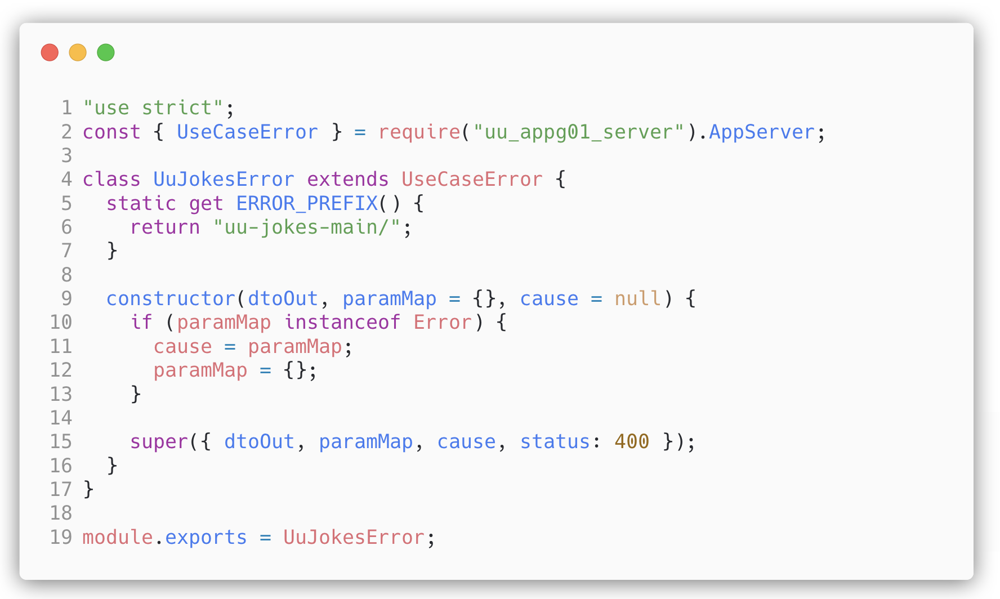 1 "use strict";
2 const { UseCaseError } = require("uu_appg01_server").AppServer;
3
4 class UuJokesError extends UseCaseError {
5   static get ERROR_PREFIX() {
6     return "uu-jokes-main/";
7   }
8
9   constructor(dtoOut, paramMap = {}, cause = null) {
10     if (paramMap instanceof Error) {
11       cause = paramMap;
12       paramMap = {};
13     }
14
15     super({ dtoOut, paramMap, cause, status: 400 });
16   }
17 }
18
19 module.exports = UuJokesError;